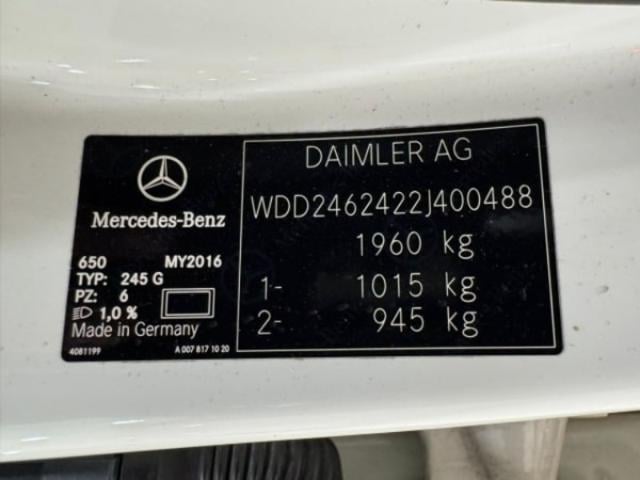 Mercedes-Benz
650 MY2016
TYP: 245 G
PZ: 6
1,0 %
Made in Germany
4081199 A 007 817 10 20
DAIMLER AG
WDD2462422J400488
1960 kg
1- 1015 kg
2- 945 kg